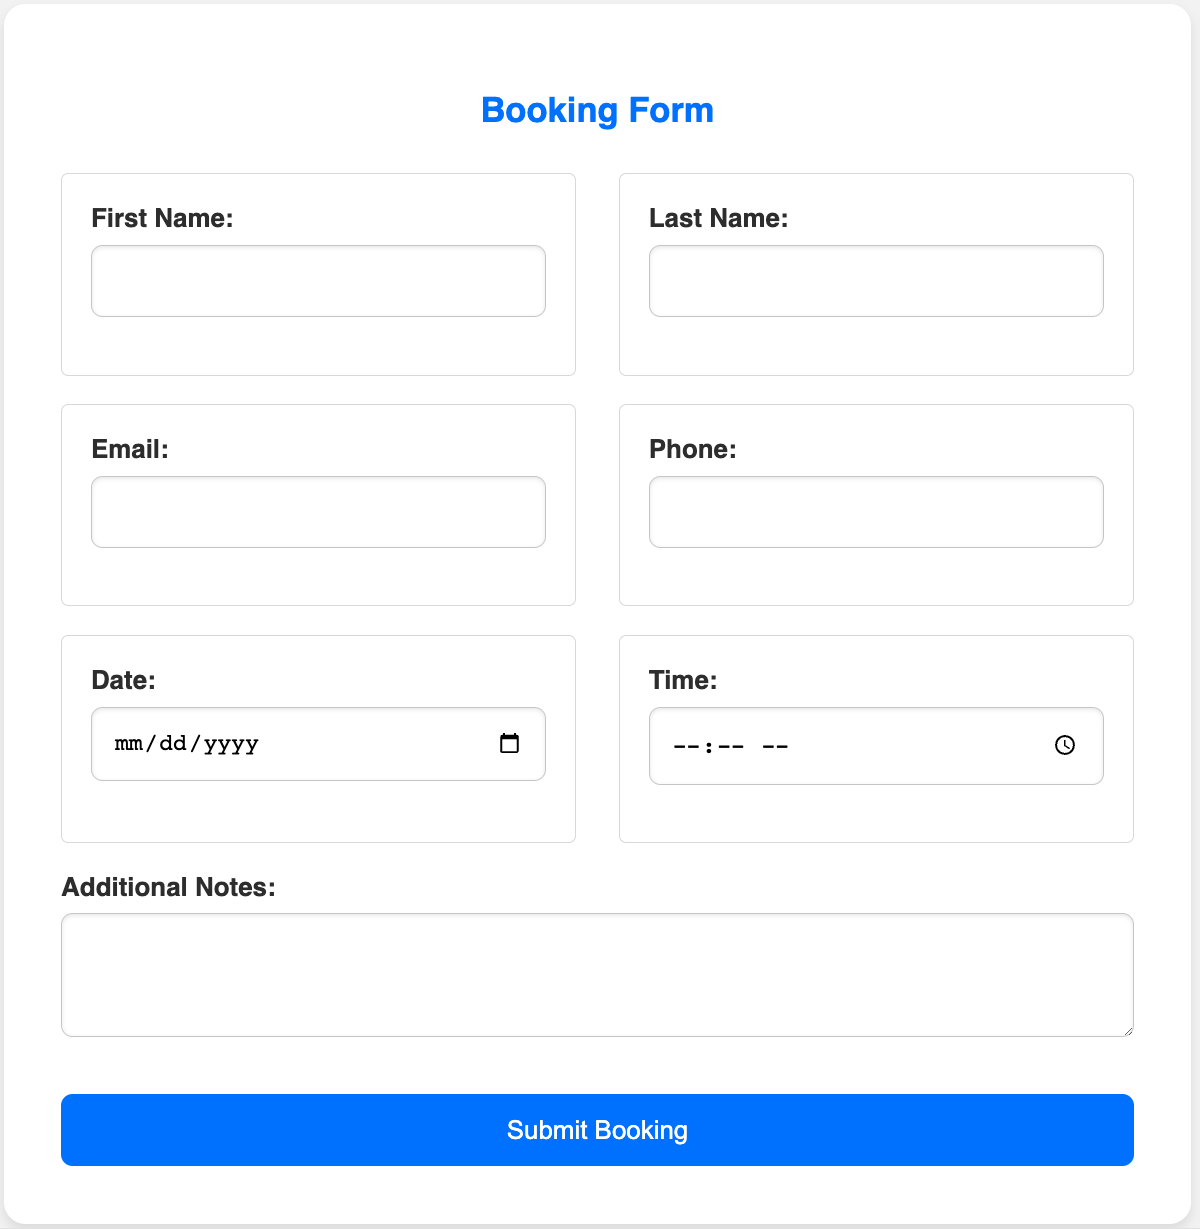 Booking Form
First Name:
Last Name:
Email:
Phone:
Date:
Time:
mm/dd/yyyy
--:-- --
Additional Notes:
Submit Booking